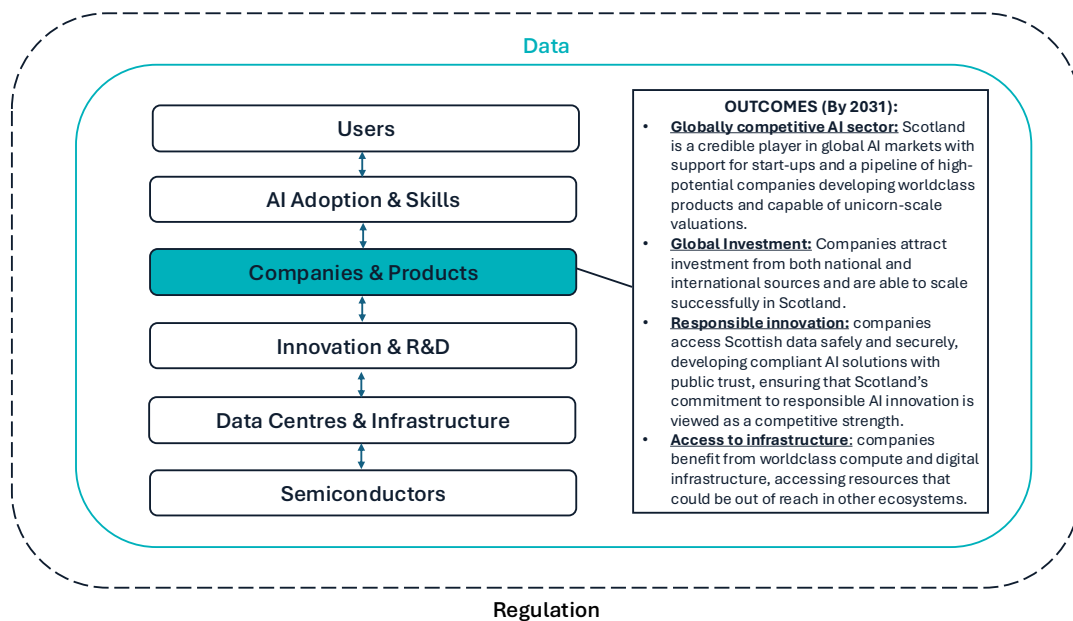 Data
Users
AI Adoption & Skills
Companies & Products
Innovation & R&D
Data Centres & Infrastructure
Semiconductors
OUTCOMES (By 2031):
• Globally competitive AI sector: Scotland
is a credible player in global AI markets with
support for start-ups and a pipeline of high-
potential companies developing worldclass
products and capable of unicorn-scale
valuations.
• Global Investment: Companies attract
investment from both national and
international sources and are able to scale
successfully in Scotland.
• Responsible innovation: companies
access Scottish data safely and securely,
developing compliant AI solutions with
public trust, ensuring that Scotland’s
commitment to responsible AI innovation is
viewed as a competitive strength.
• Access to infrastructure: companies
benefit from worldclass compute and digital
infrastructure, accessing resources that
could be out of reach in other ecosystems.
Regulation